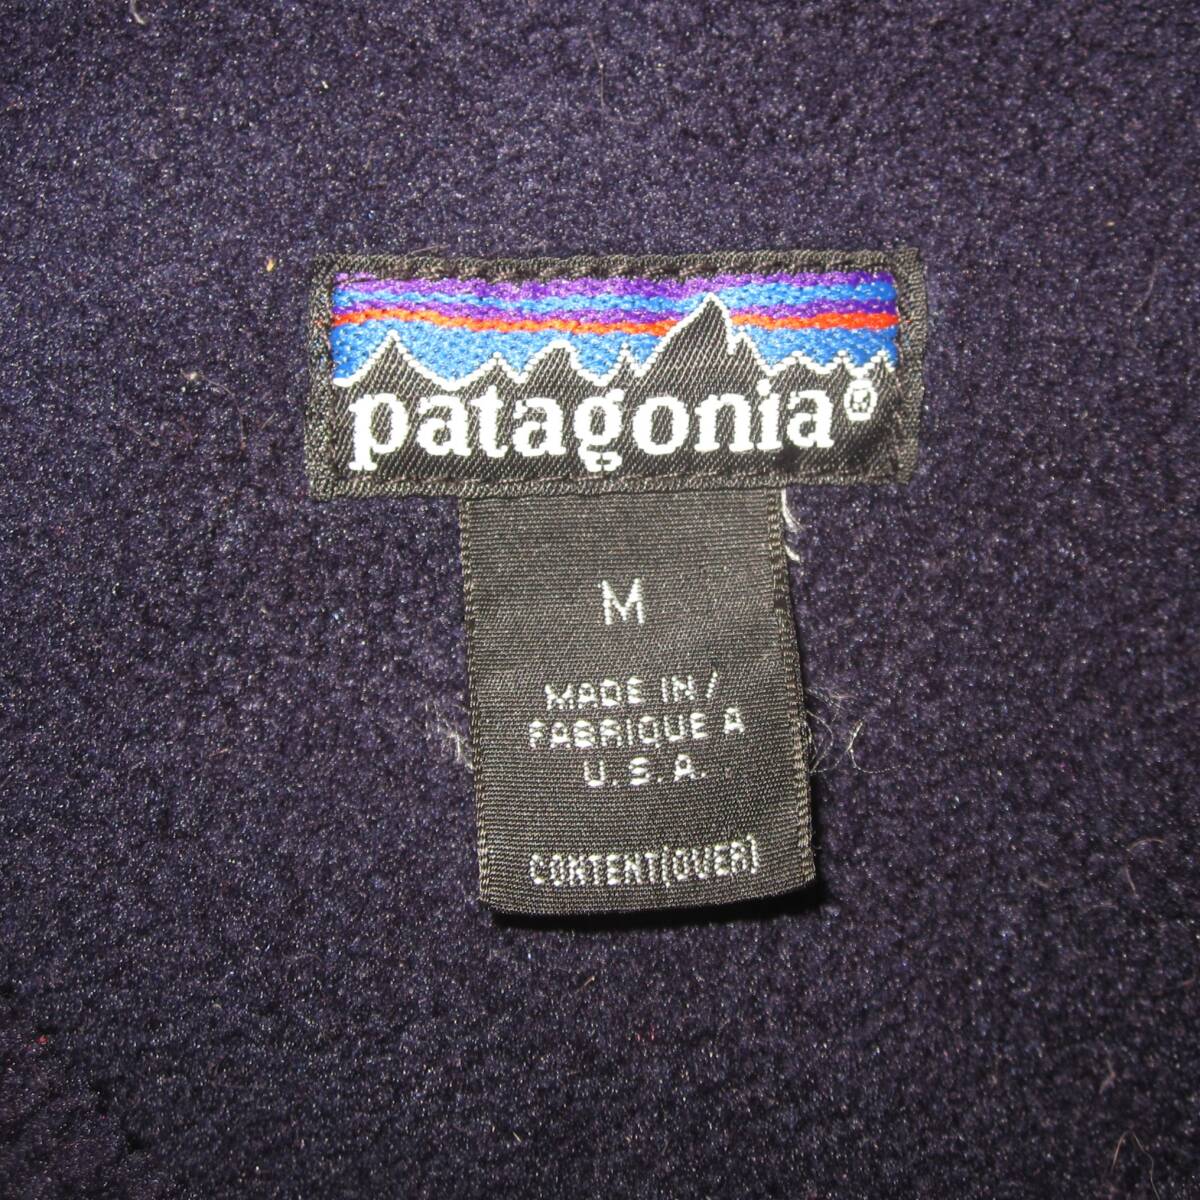 patagonia®
M
MADE IN /
FABRIQUE A
U.S.A.
CONTENT(OVER)